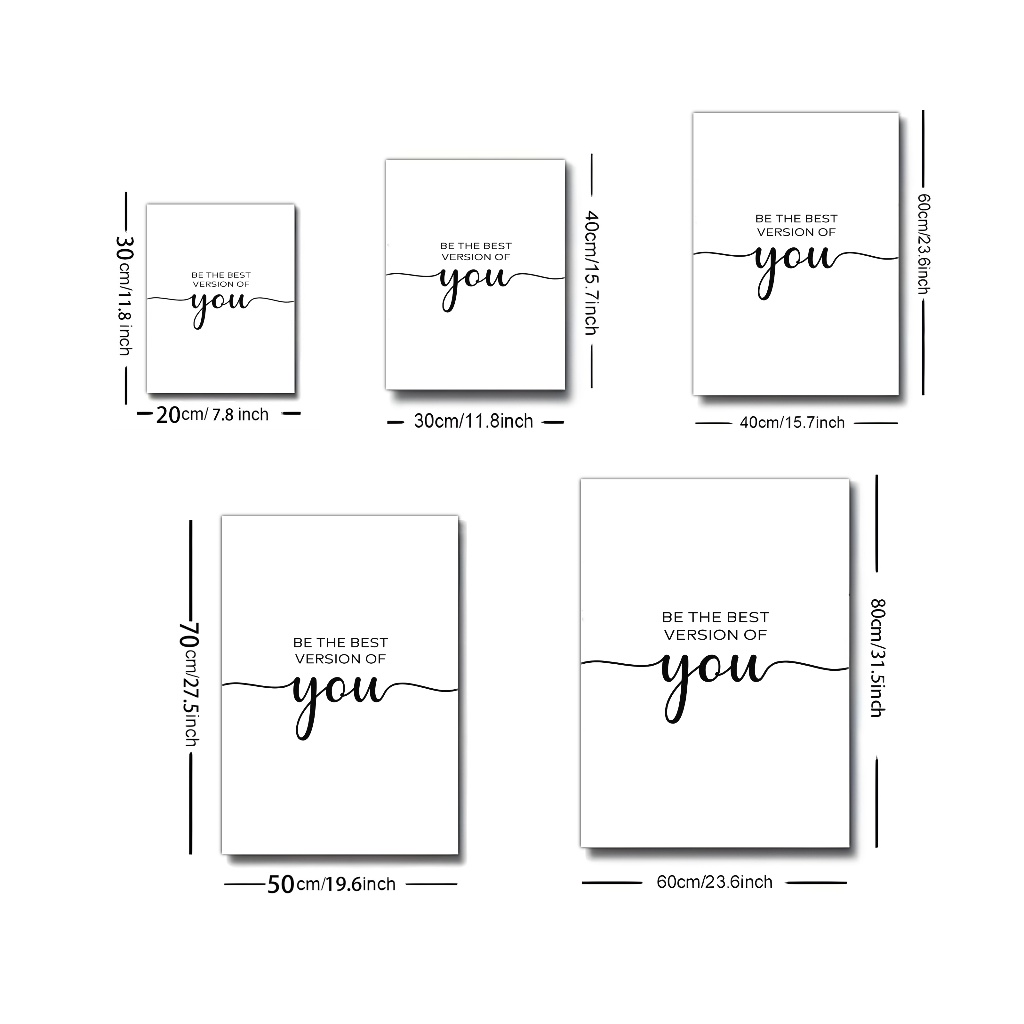 BE THE BEST
VERSION OF
you
30cm/11.8 inch
20cm/ 7.8 inch
BE THE BEST
VERSION OF
you
40cm/15.7inch
30cm/11.8inch
BE THE BEST
VERSION OF
you
60cm/23.6inch
40cm/15.7inch
BE THE BEST
VERSION OF
you
70cm/27.5inch
50cm/19.6inch
BE THE BEST
VERSION OF
you
80cm/31.5inch
60cm/23.6inch